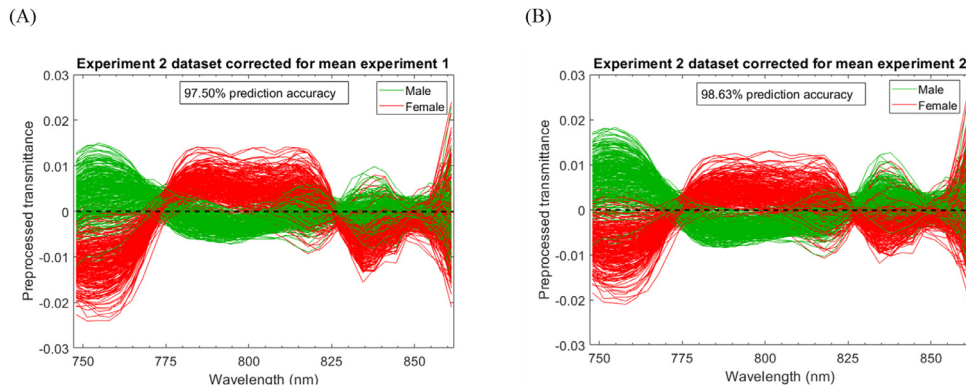 (A)
(B)
Experiment 2 dataset corrected for mean experiment 1
97.50% prediction accuracy
Male
Female
Preprocessed transmittance
0.03
0.02
0.01
0
-0.01
-0.02
-0.03
750
775
800
825
850
Wavelength (nm)
Experiment 2 dataset corrected for mean experiment 2
98.63% prediction accuracy
Male
Female
Preprocessed transmittance
0.03
0.02
0.01
0
-0.01
-0.02
-0.03
750
775
800
825
850
Wavelength (nm)